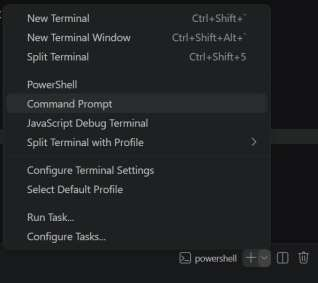 New Terminal Ctrl+Shift+`
New Terminal Window Ctrl+Shift+Alt+`
Split Terminal Ctrl+Shift+5
PowerShell
Command Prompt
JavaScript Debug Terminal
Split Terminal with Profile
Configure Terminal Settings
Select Default Profile
Run Task...
Configure Tasks...
powershell